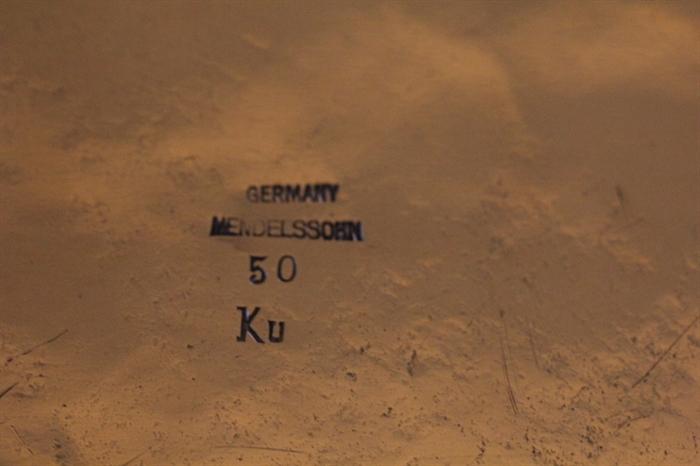 GERMANY
MENDELSSOHN
50
Ku